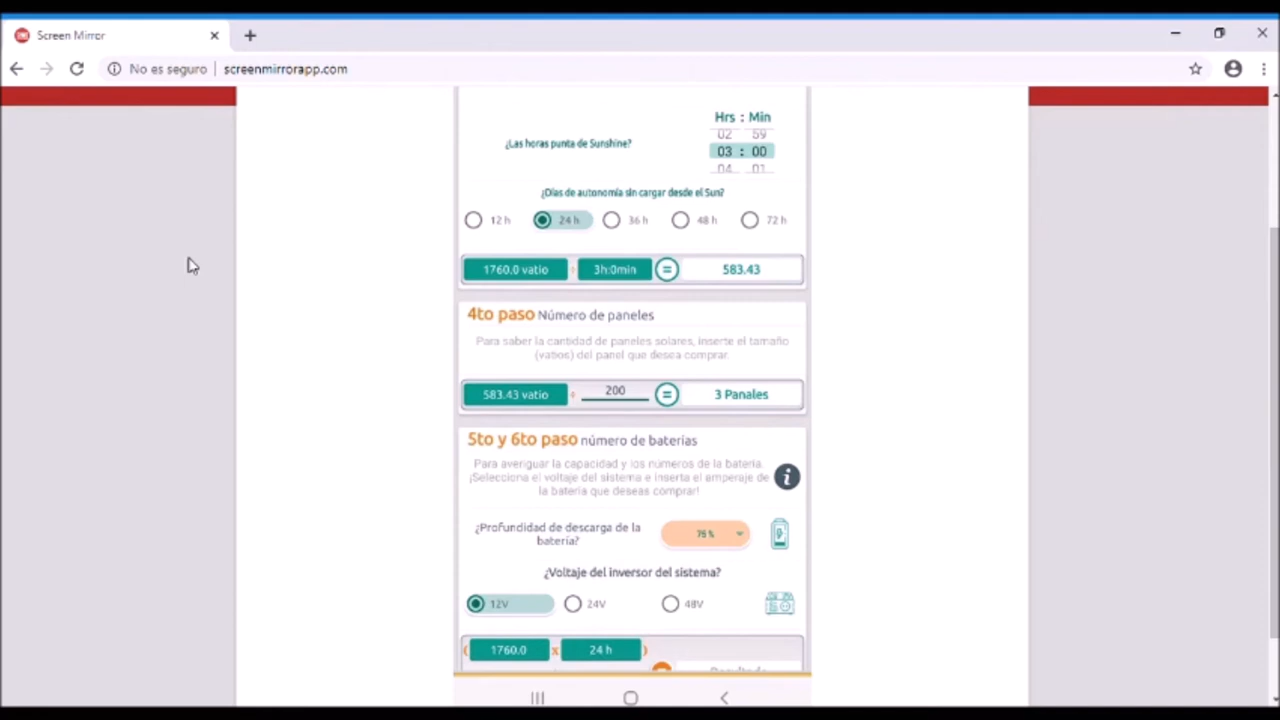 Screen Mirror
No es seguro screenmirrorapp.com
Hrs : Min
02 59
¿Las horas punta de Sunshine?
03 : 00
04 01
¿Días de autonomía sin cargar desde el Sun?
12 h 24 h 36 h 48 h 72 h
1760.0 vatio ÷ 3h:0min = 583.43
4to paso Número de paneles
Para saber la cantidad de paneles solares, inserte el tamaño
(vatios) del panel que desea comprar.
583.43 vatio ÷ 200 = 3 Panales
5to y 6to paso número de baterías
Para averiguar la capacidad y los números de la batería.
¡Selecciona el voltaje del sistema e inserta el amperaje de
la batería que deseas comprar!
¿Profundidad de descarga de la
batería?
75 %
¿Voltaje del inversor del sistema?
12V 24V 48V
( 1760.0 x 24 h )
Resultado